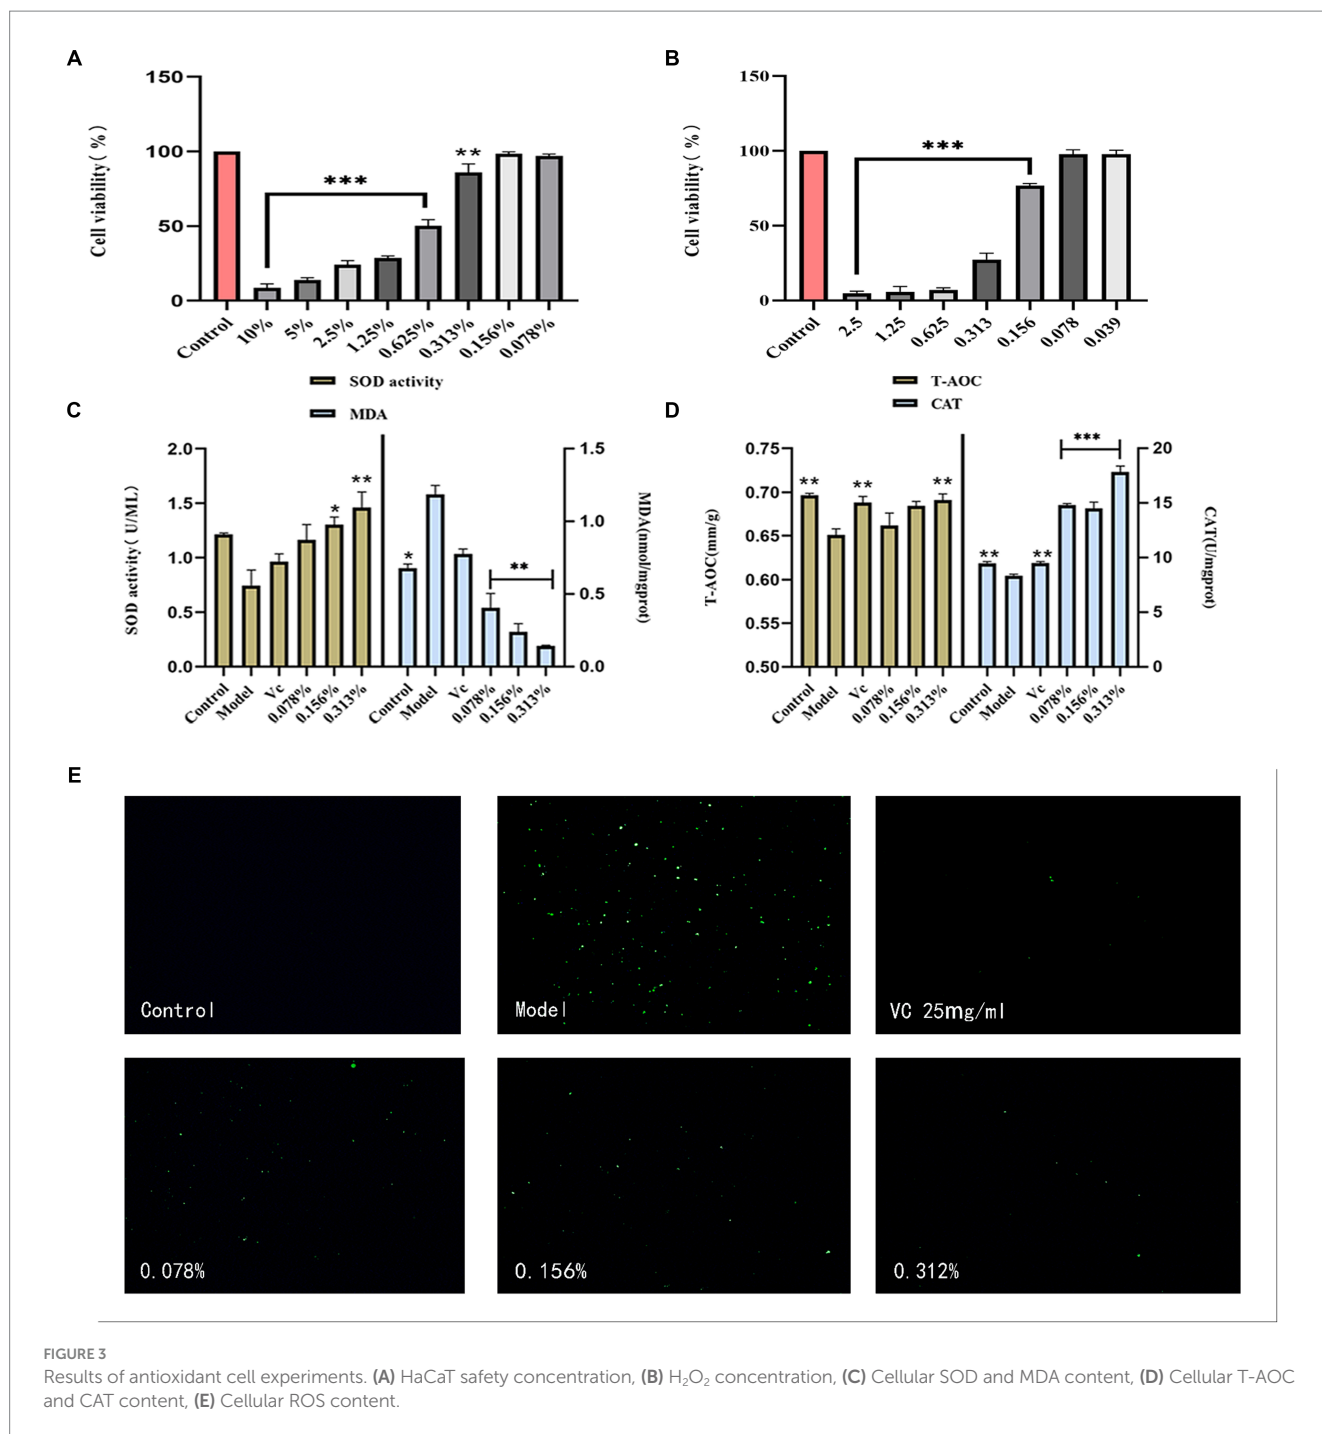 A
150
100
50
0
Cell viability( %)
***
**
Control
10%
5%
2.5%
1.25%
0.625%
0.313%
0.156%
0.078%
B
150
100
50
0
Cell viability( %)
***
Control
2.5
1.25
0.625
0.313
0.156
0.078
0.039
C
SOD activity
MDA
2.0
1.5
1.0
0.5
0.0
SOD activity( U/ML)
*
**
*
**
1.5
1.0
0.5
0.0
MDA(nmol/mgprot)
Control
Model
Vc
0.078%
0.156%
0.313%
Control
Model
Vc
0.078%
0.156%
0.313%
D
T-AOC
CAT
0.75
0.70
0.65
0.60
0.55
0.50
T-AOC(mm/g)
**
**
**
**
**
***
20
15
10
5
0
CAT(U/mgprot)
Control
Model
Vc
0.078%
0.156%
0.313%
Control
Model
Vc
0.078%
0.156%
0.313%
E
Control
Model
VC 25mg/ml
0.078%
0.156%
0.312%
FIGURE 3
Results of antioxidant cell experiments. (A) HaCaT safety concentration, (B) H₂O₂ concentration, (C) Cellular SOD and MDA content, (D) Cellular T-AOC
and CAT content, (E) Cellular ROS content.